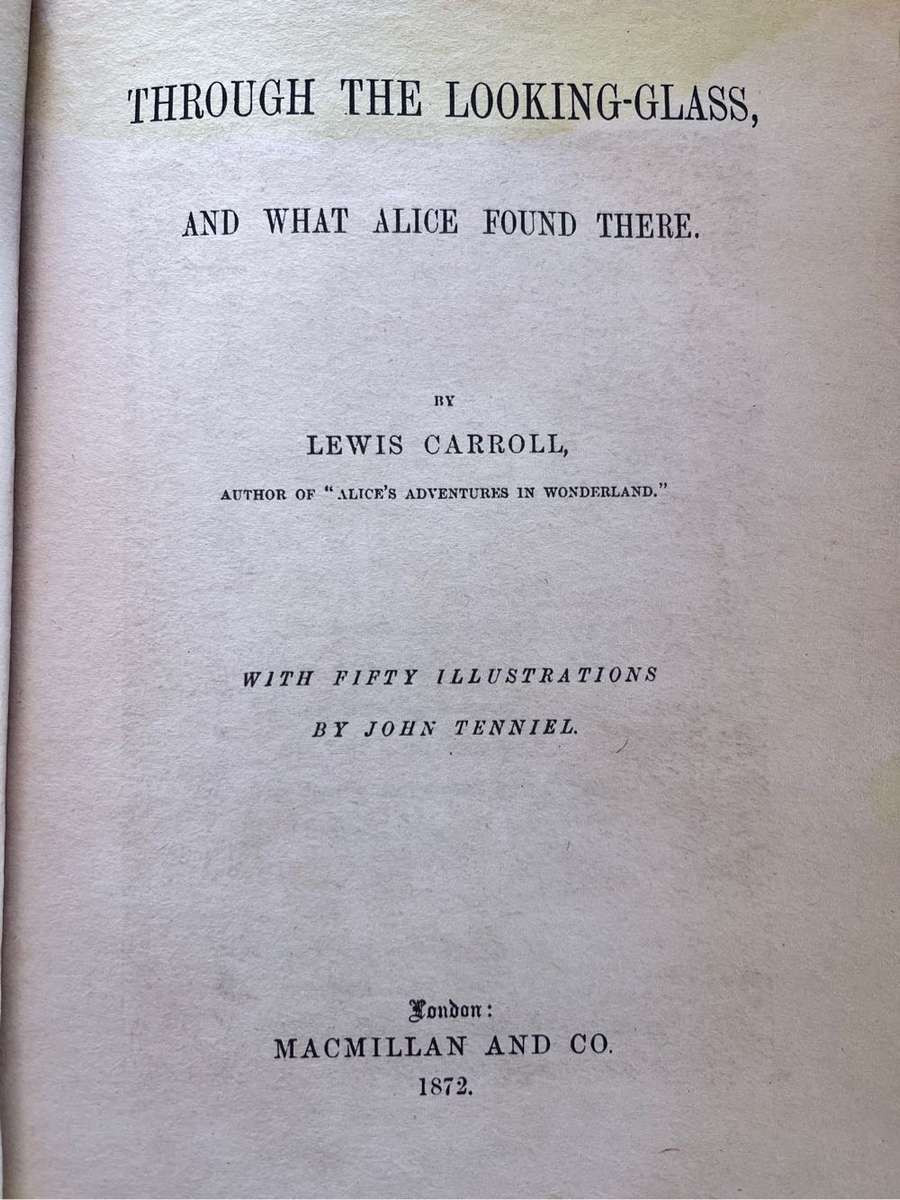 THROUGH THE LOOKING-GLASS,
AND WHAT ALICE FOUND THERE.
BY
LEWIS CARROLL,
AUTHOR OF “ALICE’S ADVENTURES IN WONDERLAND.”
WITH FIFTY ILLUSTRATIONS
BY JOHN TENNIEL.
London:
MACMILLAN AND CO.
1872.